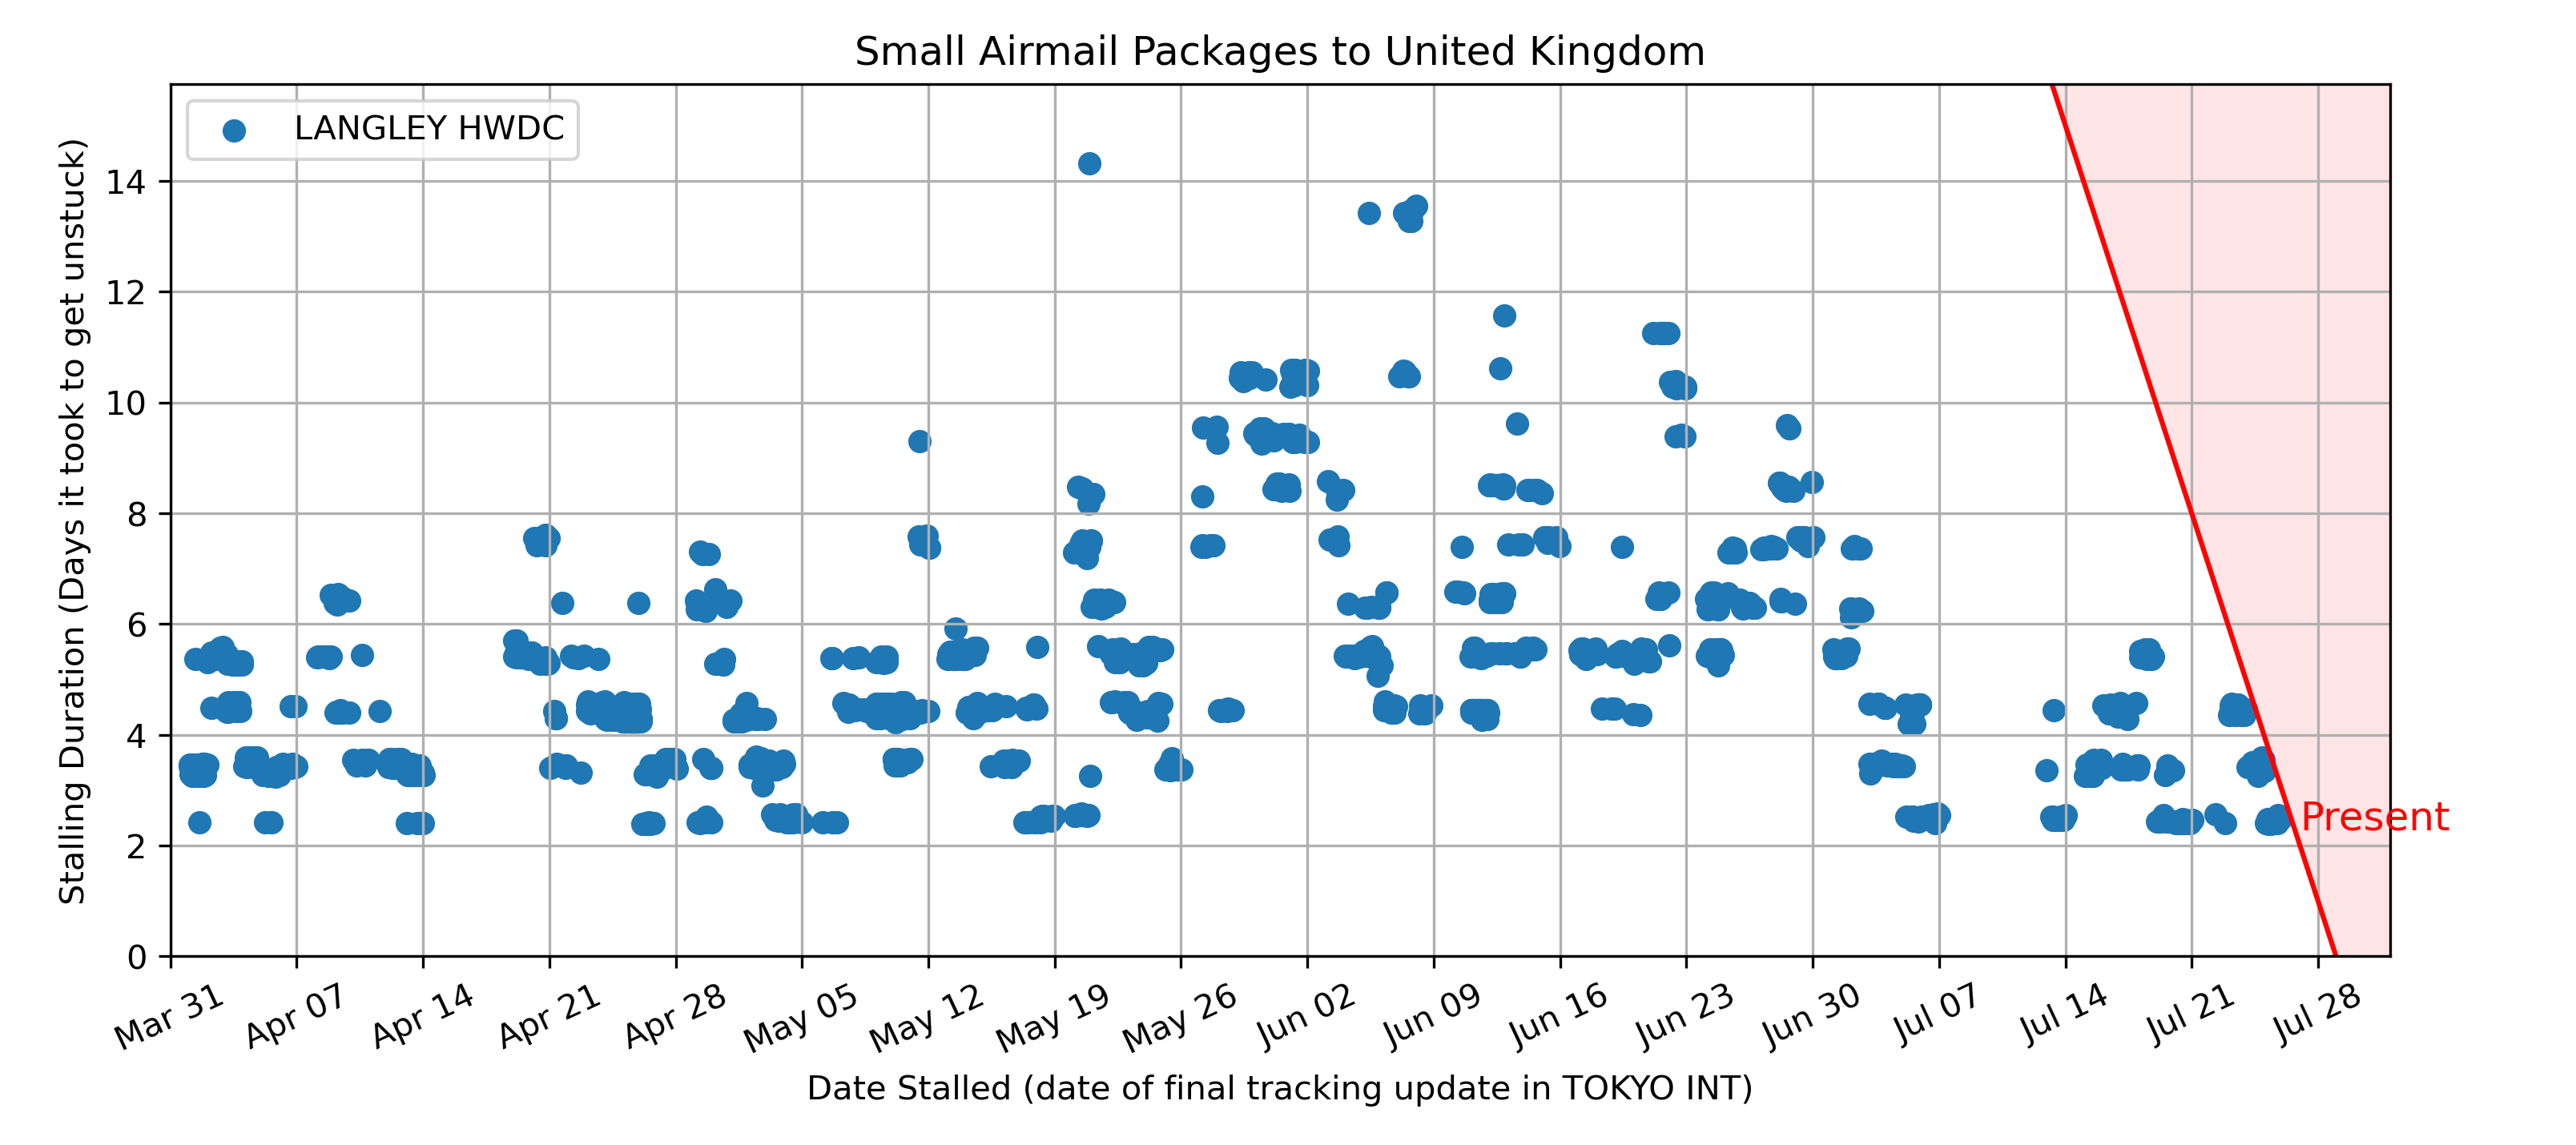 Small Airmail Packages to United Kingdom
LANGLEY HWDC
Stalling Duration (Days it took to get unstuck)
14
12
10
8
6
4
2
0
Present
Mar 31 Apr 07 Apr 14 Apr 21 Apr 28 May 05 May 12 May 19 May 26 Jun 02 Jun 09 Jun 16 Jun 23 Jun 30 Jul 07 Jul 14 Jul 21 Jul 28
Date Stalled (date of final tracking update in TOKYO INT)